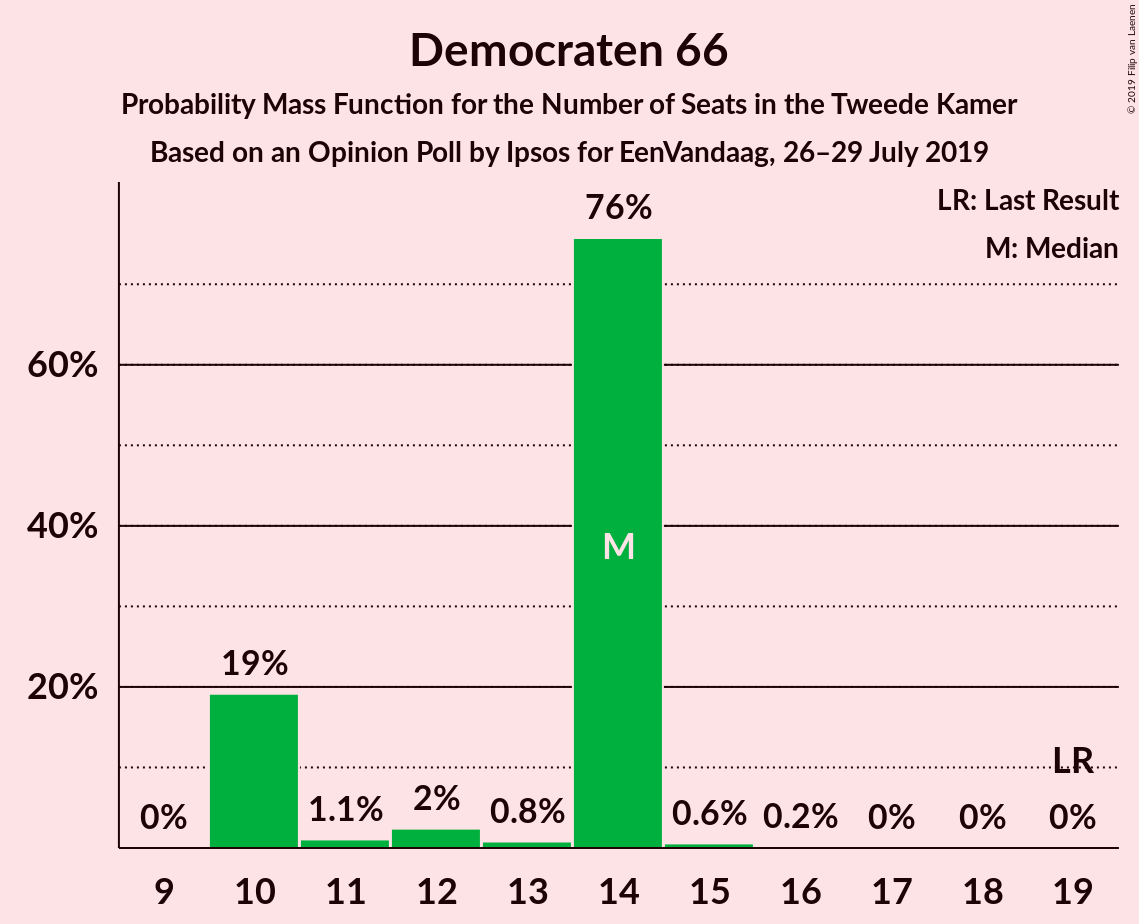 Democraten 66
Probability Mass Function for the Number of Seats in the Tweede Kamer
Based on an Opinion Poll by Ipsos for EenVandaag, 26–29 July 2019
© 2019 Filip van Laenen
LR: Last Result
M: Median
76%
60%
40%
M
19%
20%
LR
0%
1.1%
2%
0.8%
0.6%
0.2%
0%
0%
0%
9 10 11 12 13 14 15 16 17 18 19